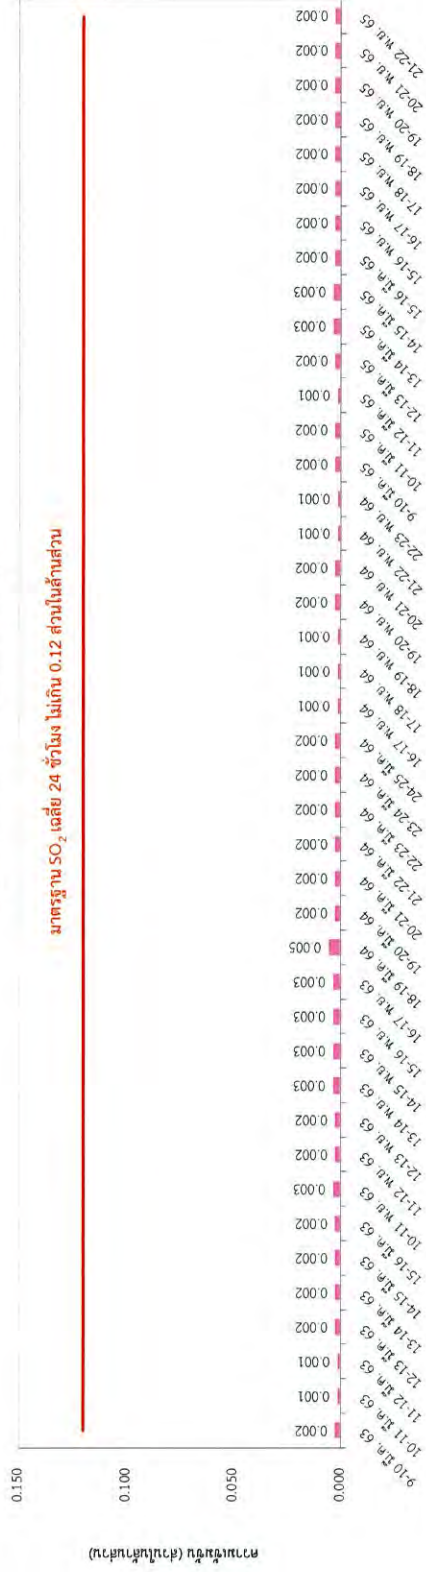 ความเข้มข้น (ส่วนในล้านส่วน)
0.150
0.100
0.050
0.000
มาตรฐาน SO₂ เฉลี่ย 24 ชั่วโมง ไม่เกิน 0.12 ส่วนในล้านส่วน
0.002
0.001
0.001
0.002
0.002
0.002
0.002
0.003
0.002
0.002
0.003
0.003
0.003
0.003
0.005
0.002
0.002
0.002
0.002
0.002
0.002
0.001
0.001
0.001
0.002
0.002
0.001
0.001
0.002
0.002
0.001
0.002
0.003
0.003
0.002
0.002
0.002
0.002
0.002
0.002
0.002
0.002
9-10 มี.ค. 63
10-11 มี.ค. 63
11-12 มี.ค. 63
12-13 มี.ค. 63
13-14 มี.ค. 63
14-15 มี.ค. 63
15-16 มี.ค. 63
10-11 พ.ย. 63
11-12 พ.ย. 63
12-13 พ.ย. 63
13-14 พ.ย. 63
14-15 พ.ย. 63
15-16 พ.ย. 63
16-17 พ.ย. 63
18-19 มี.ค. 64
19-20 มี.ค. 64
20-21 มี.ค. 64
21-22 มี.ค. 64
22-23 มี.ค. 64
23-24 มี.ค. 64
24-25 มี.ค. 64
16-17 พ.ย. 64
17-18 พ.ย. 64
18-19 พ.ย. 64
19-20 พ.ย. 64
20-21 พ.ย. 64
21-22 พ.ย. 64
22-23 พ.ย. 64
9-10 มี.ค. 65
10-11 มี.ค. 65
11-12 มี.ค. 65
12-13 มี.ค. 65
13-14 มี.ค. 65
14-15 มี.ค. 65
15-16 มี.ค. 65
15-16 พ.ย. 65
16-17 พ.ย. 65
17-18 พ.ย. 65
18-19 พ.ย. 65
19-20 พ.ย. 65
20-21 พ.ย. 65
21-22 พ.ย. 65